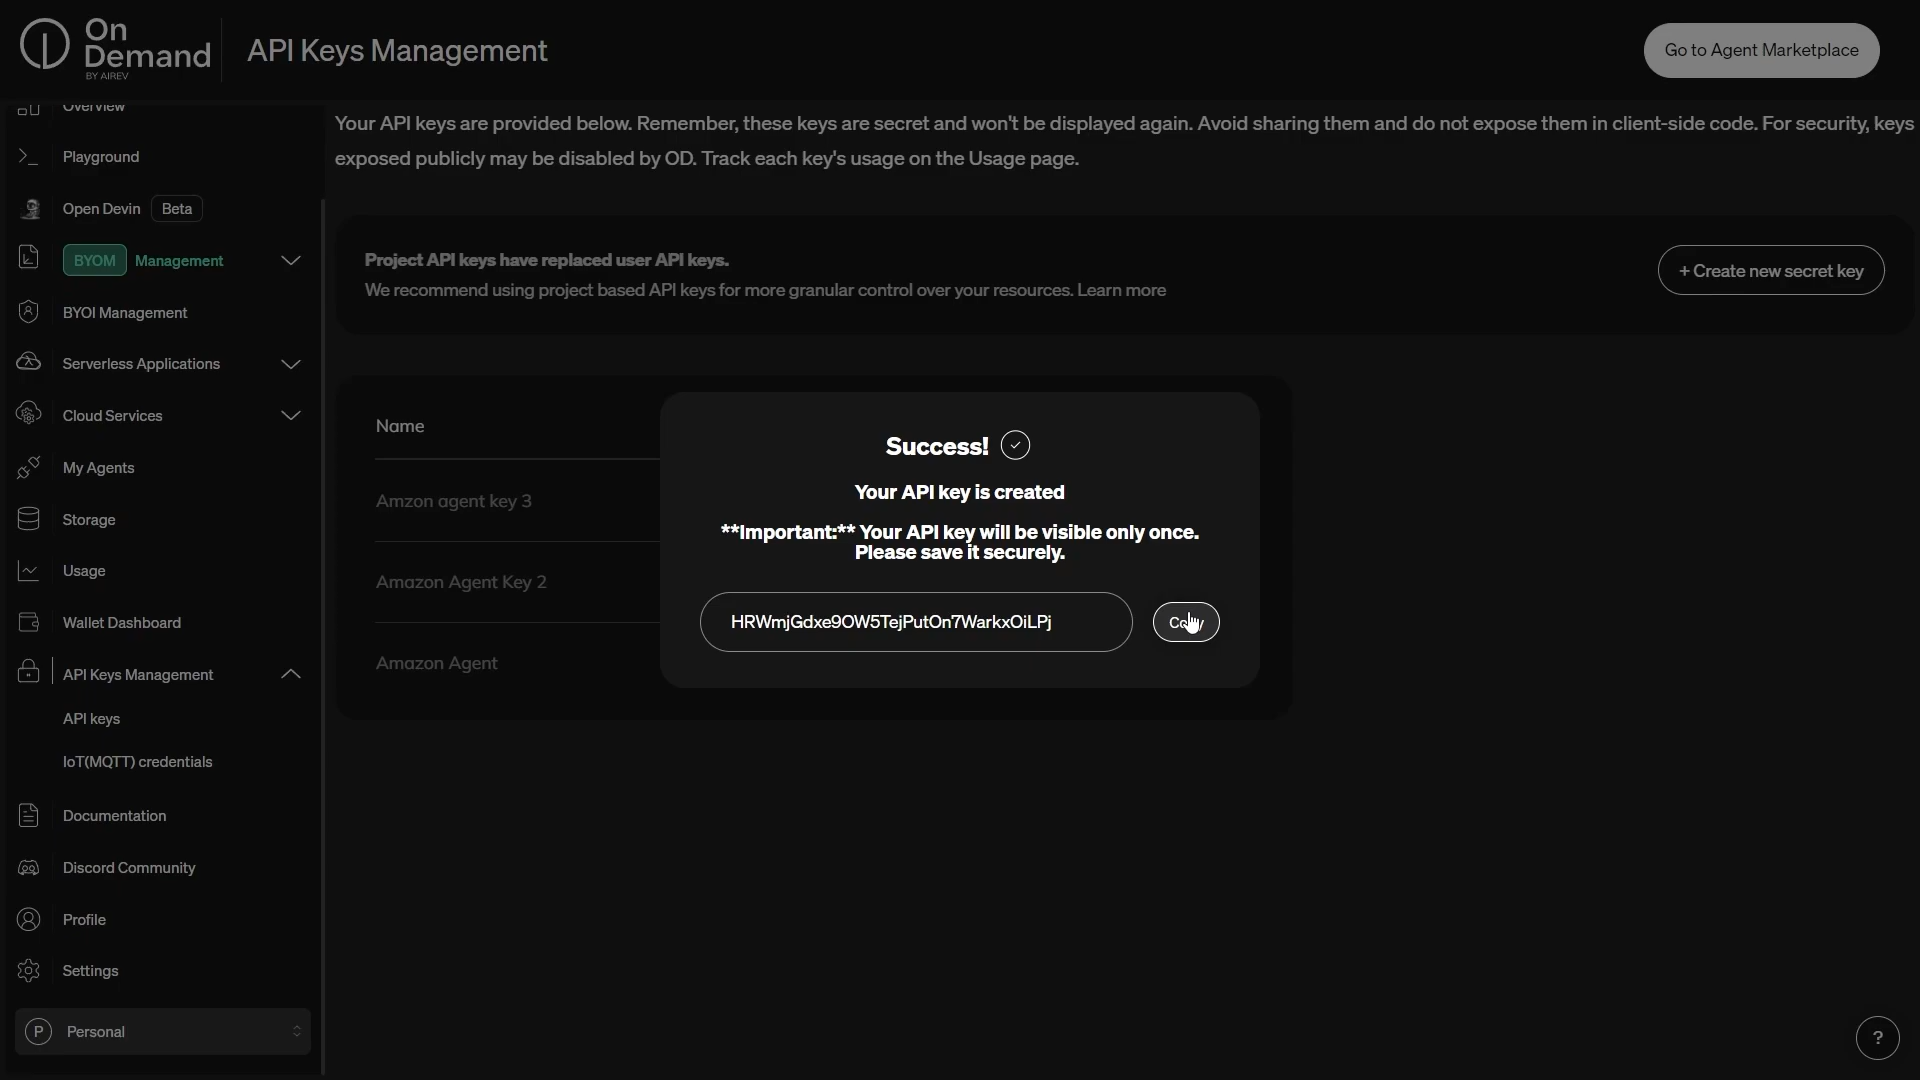 On
Demand
BY AIREV
API Keys Management
Go to Agent Marketplace
Overview
Playground
Open Devin Beta
BYOM Management
BYOI Management
Serverless Applications
Cloud Services
My Agents
Storage
Usage
Wallet Dashboard
API Keys Management
API keys
IoT(MQTT) credentials
Documentation
Discord Community
Profile
Settings
P Personal
Your API keys are provided below. Remember, these keys are secret and won't be displayed again. Avoid sharing them and do not expose them in client-side code. For security, keys
exposed publicly may be disabled by OD. Track each key's usage on the Usage page.
Project API keys have replaced user API keys.
We recommend using project based API keys for more granular control over your resources. Learn more
+ Create new secret key
Name
Amzon agent key 3
Amazon Agent Key 2
Amazon Agent
Success!
Your API key is created
**Important:** Your API key will be visible only once.
Please save it securely.
HRWmjGdxe9OW5TejPutOn7WarkxOiLPj
?